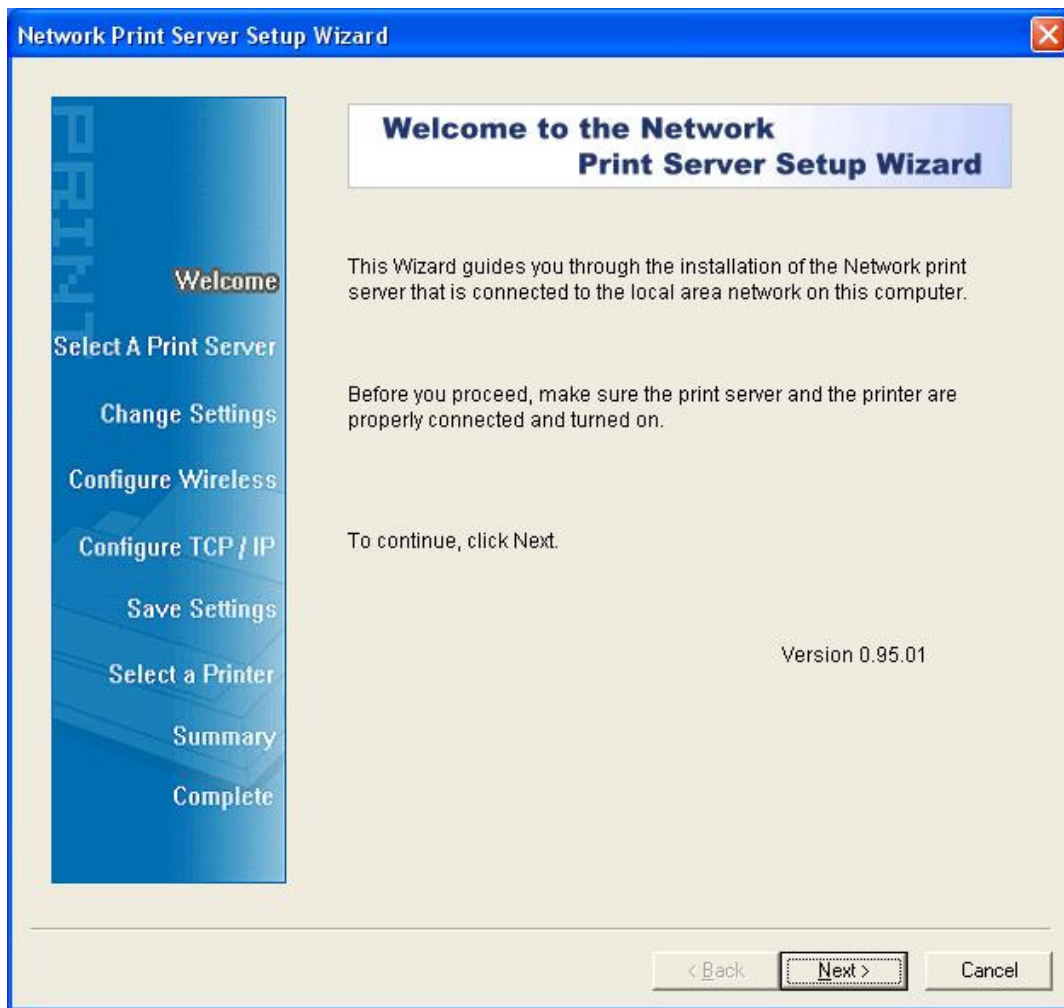 Network Print Server Setup Wizard
PRINT
Welcome
Select A Print Server
Change Settings
Configure Wireless
Configure TCP / IP
Save Settings
Select a Printer
Summary
Complete
Welcome to the Network
Print Server Setup Wizard
This Wizard guides you through the installation of the Network print
server that is connected to the local area network on this computer.
Before you proceed, make sure the print server and the printer are
properly connected and turned on.
To continue, click Next.
Version 0.95.01
< Back
Next >
Cancel